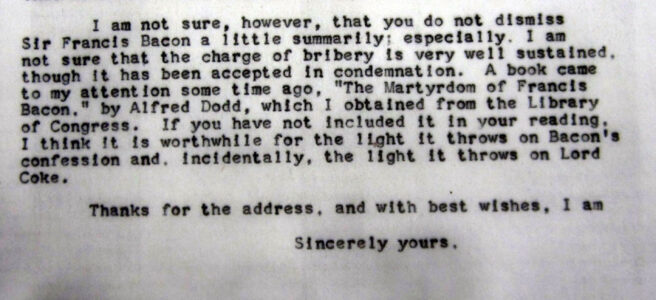 I am not sure, however, that you do not dismiss
Sir Francis Bacon a little summarily; especially, I am
not sure that the charge of bribery is very well sustained,
though it has been accepted in condemnation. A book came
to my attention some time ago, "The Martyrdom of Francis
Bacon," by Alfred Dodd, which I obtained from the Library
of Congress. If you have not included it in your reading,
I think it is worthwhile for the light it throws on Bacon's
confession and, incidentally, the light it throws on Lord
Coke.
Thanks for the address, and with best wishes, I am
Sincerely yours,